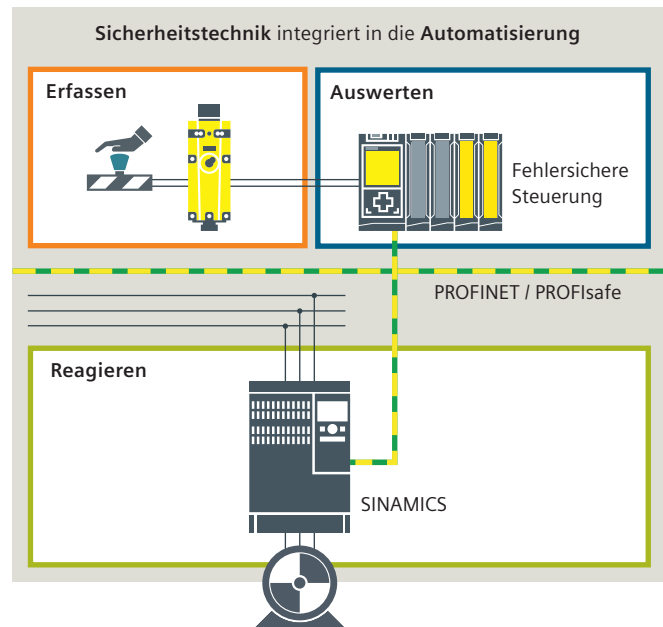 Sicherheitstechnik integriert in die Automatisierung
Erfassen
Auswerten
Fehlersichere
Steuerung
PROFINET / PROFIsafe
Reagieren
SINAMICS